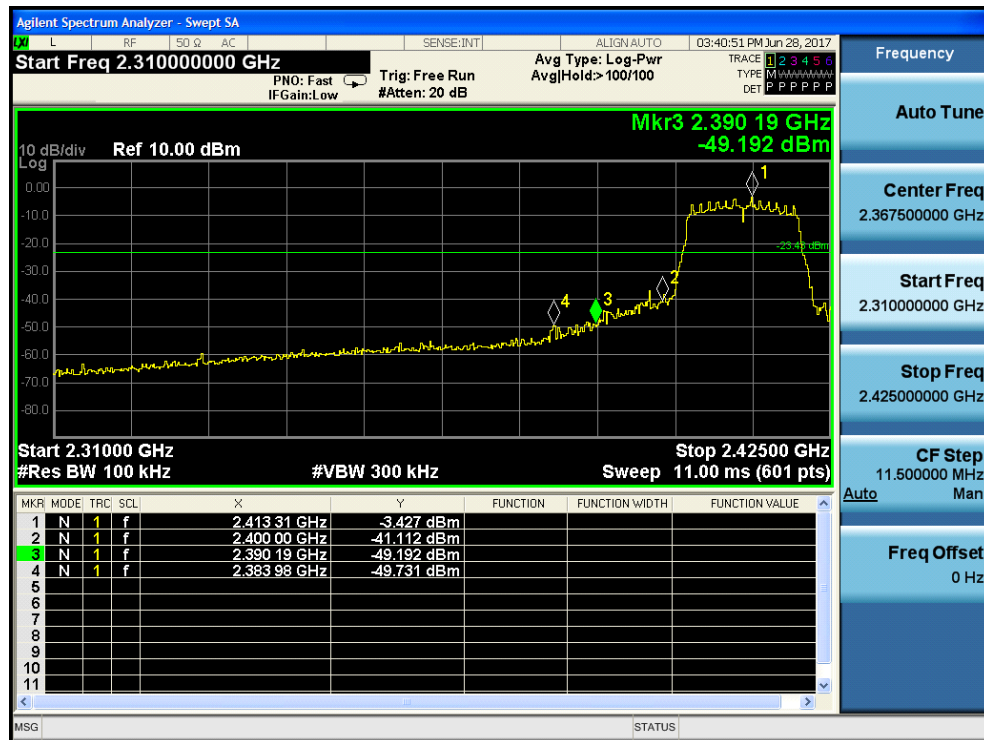 Agilent Spectrum Analyzer - Swept SA
LXI L RF 50 Ω AC SENSE:INT ALIGN AUTO 03:40:51 PM Jun 28, 2017
Start Freq 2.310000000 GHz
PNO: Fast
IFGain:Low
Trig: Free Run
#Atten: 20 dB
Avg Type: Log-Pwr
Avg|Hold:>100/100
TRACE 1 2 3 4 5 6
TYPE M
DET P P P P P P
Mkr3 2.390 19 GHz
-49.192 dBm
10 dB/div Ref 10.00 dBm
Log
0.00
-10.0
-20.0
-30.0
-40.0
-50.0
-60.0
-70.0
-80.0
1
-23.43 dBm
2
3
4
Start 2.31000 GHz Stop 2.42500 GHz
#Res BW 100 kHz #VBW 300 kHz Sweep 11.00 ms (601 pts)
MKR MODE TRC SCL X Y FUNCTION FUNCTION WIDTH FUNCTION VALUE
1 N 1 f 2.413 31 GHz -3.427 dBm
2 N 1 f 2.400 00 GHz -41.112 dBm
3 N 1 f 2.390 19 GHz -49.192 dBm
4 N 1 f 2.383 98 GHz -49.731 dBm
5
6
7
8
9
10
11
MSG STATUS
Frequency
Auto Tune
Center Freq
2.367500000 GHz
Start Freq
2.310000000 GHz
Stop Freq
2.425000000 GHz
CF Step
11.500000 MHz
Auto Man
Freq Offset
0 Hz